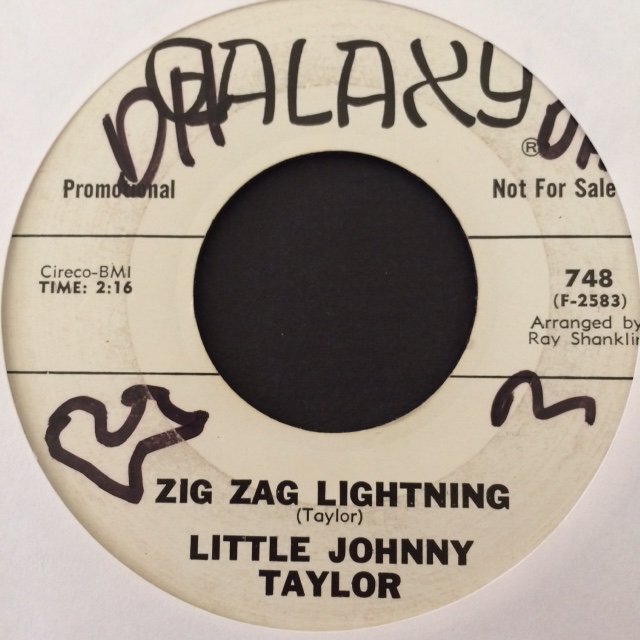 GALAXY
®
Promotional
Not For Sale
Cireco-BMI
TIME: 2:16
748
(F-2583)
Arranged by
Ray Shanklin
ZIG ZAG LIGHTNING
(Taylor)
LITTLE JOHNNY
TAYLOR